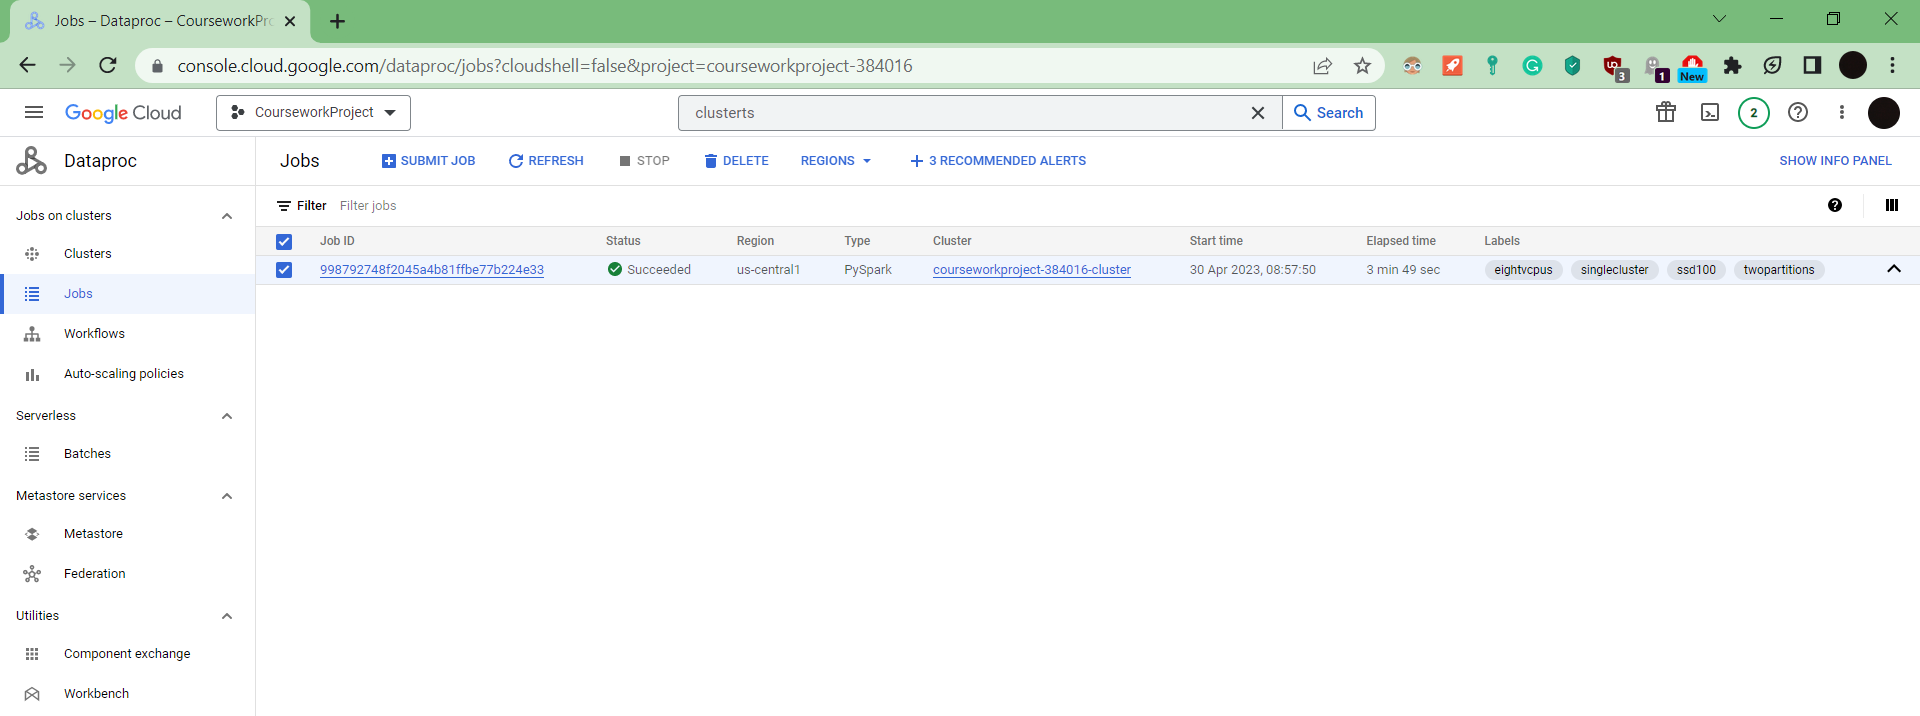 Jobs – Dataproc – CourseworkPr
console.cloud.google.com/dataproc/jobs?cloudshell=false&project=courseworkproject-384016
3
1
New
Google Cloud
CourseworkProject
clusterts
Search
2
Dataproc
Jobs
SUBMIT JOB
REFRESH
STOP
DELETE
REGIONS
3 RECOMMENDED ALERTS
SHOW INFO PANEL
Jobs on clusters
Clusters
Jobs
Workflows
Auto-scaling policies
Serverless
Batches
Metastore services
Metastore
Federation
Utilities
Component exchange
Workbench
Filter Filter jobs
Job ID Status Region Type Cluster Start time Elapsed time Labels
998792748f2045a4b81ffbe77b224e33 Succeeded us-central1 PySpark courseworkproject-384016-cluster 30 Apr 2023, 08:57:50 3 min 49 sec eightvcpus singlecluster ssd100 twopartitions